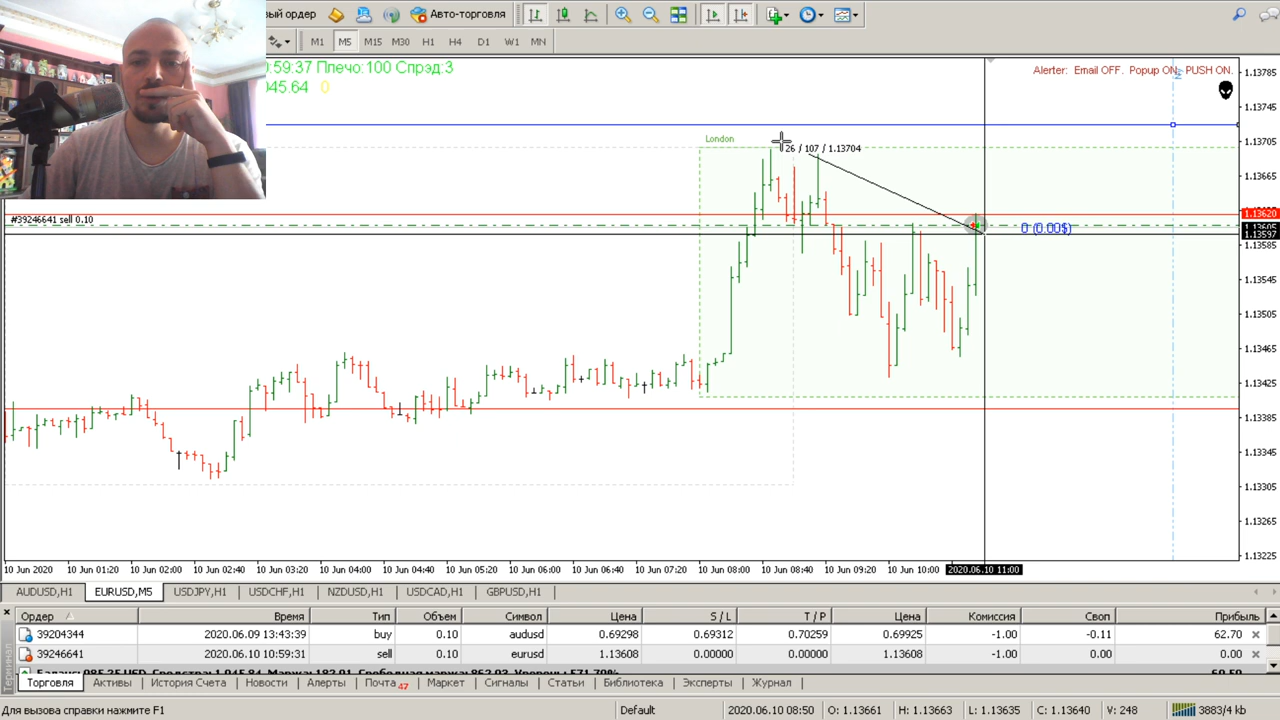 вый ордер Авто-торговля
M1 M5 M15 M30 H1 H4 D1 W1 MN
:59:37 Плечо:100 Спрэд:3
045.64 0
Alerter: Email OFF. Popup ON. PUSH ON.
London
26 / 107 / 1.13704
#39246641 sell 0.10
0 (0.00$)
1.13785
1.13745
1.13705
1.13665
1.13620
1.13597
1.13585
1.13545
1.13505
1.13465
1.13425
1.13385
1.13345
1.13305
1.13265
1.13225
10 Jun 2020 10 Jun 01:20 10 Jun 02:00 10 Jun 02:40 10 Jun 03:20 10 Jun 04:00 10 Jun 04:40 10 Jun 05:20 10 Jun 06:00 10 Jun 06:40 10 Jun 07:20 10 Jun 08:00 10 Jun 08:40 10 Jun 09:20 10 Jun 10:00 2020.06.10 11:00
AUDUSD,H1 EURUSD,M5 USDJPY,H1 USDCHF,H1 NZDUSD,H1 USDCAD,H1 GBPUSD,H1
Ордер Время Тип Объем Символ Цена S / L T / P Цена Комиссия Своп Прибыль
39204344 2020.06.09 13:43:39 buy 0.10 audusd 0.69298 0.69312 0.70259 0.69925 -1.00 -0.11 62.70
39246641 2020.06.10 10:59:31 sell 0.10 eurusd 1.13608 0.00000 0.00000 1.13608 -1.00 0.00 0.00
Терминал
Торговля Активы История Счета Новости Алерты Почта 47 Маркет Сигналы Статьи Библиотека Эксперты Журнал
Для вызова справки нажмите F1 Default 2020.06.10 08:50 O: 1.13661 H: 1.13663 L: 1.13635 C: 1.13640 V: 248 3883/4 kb